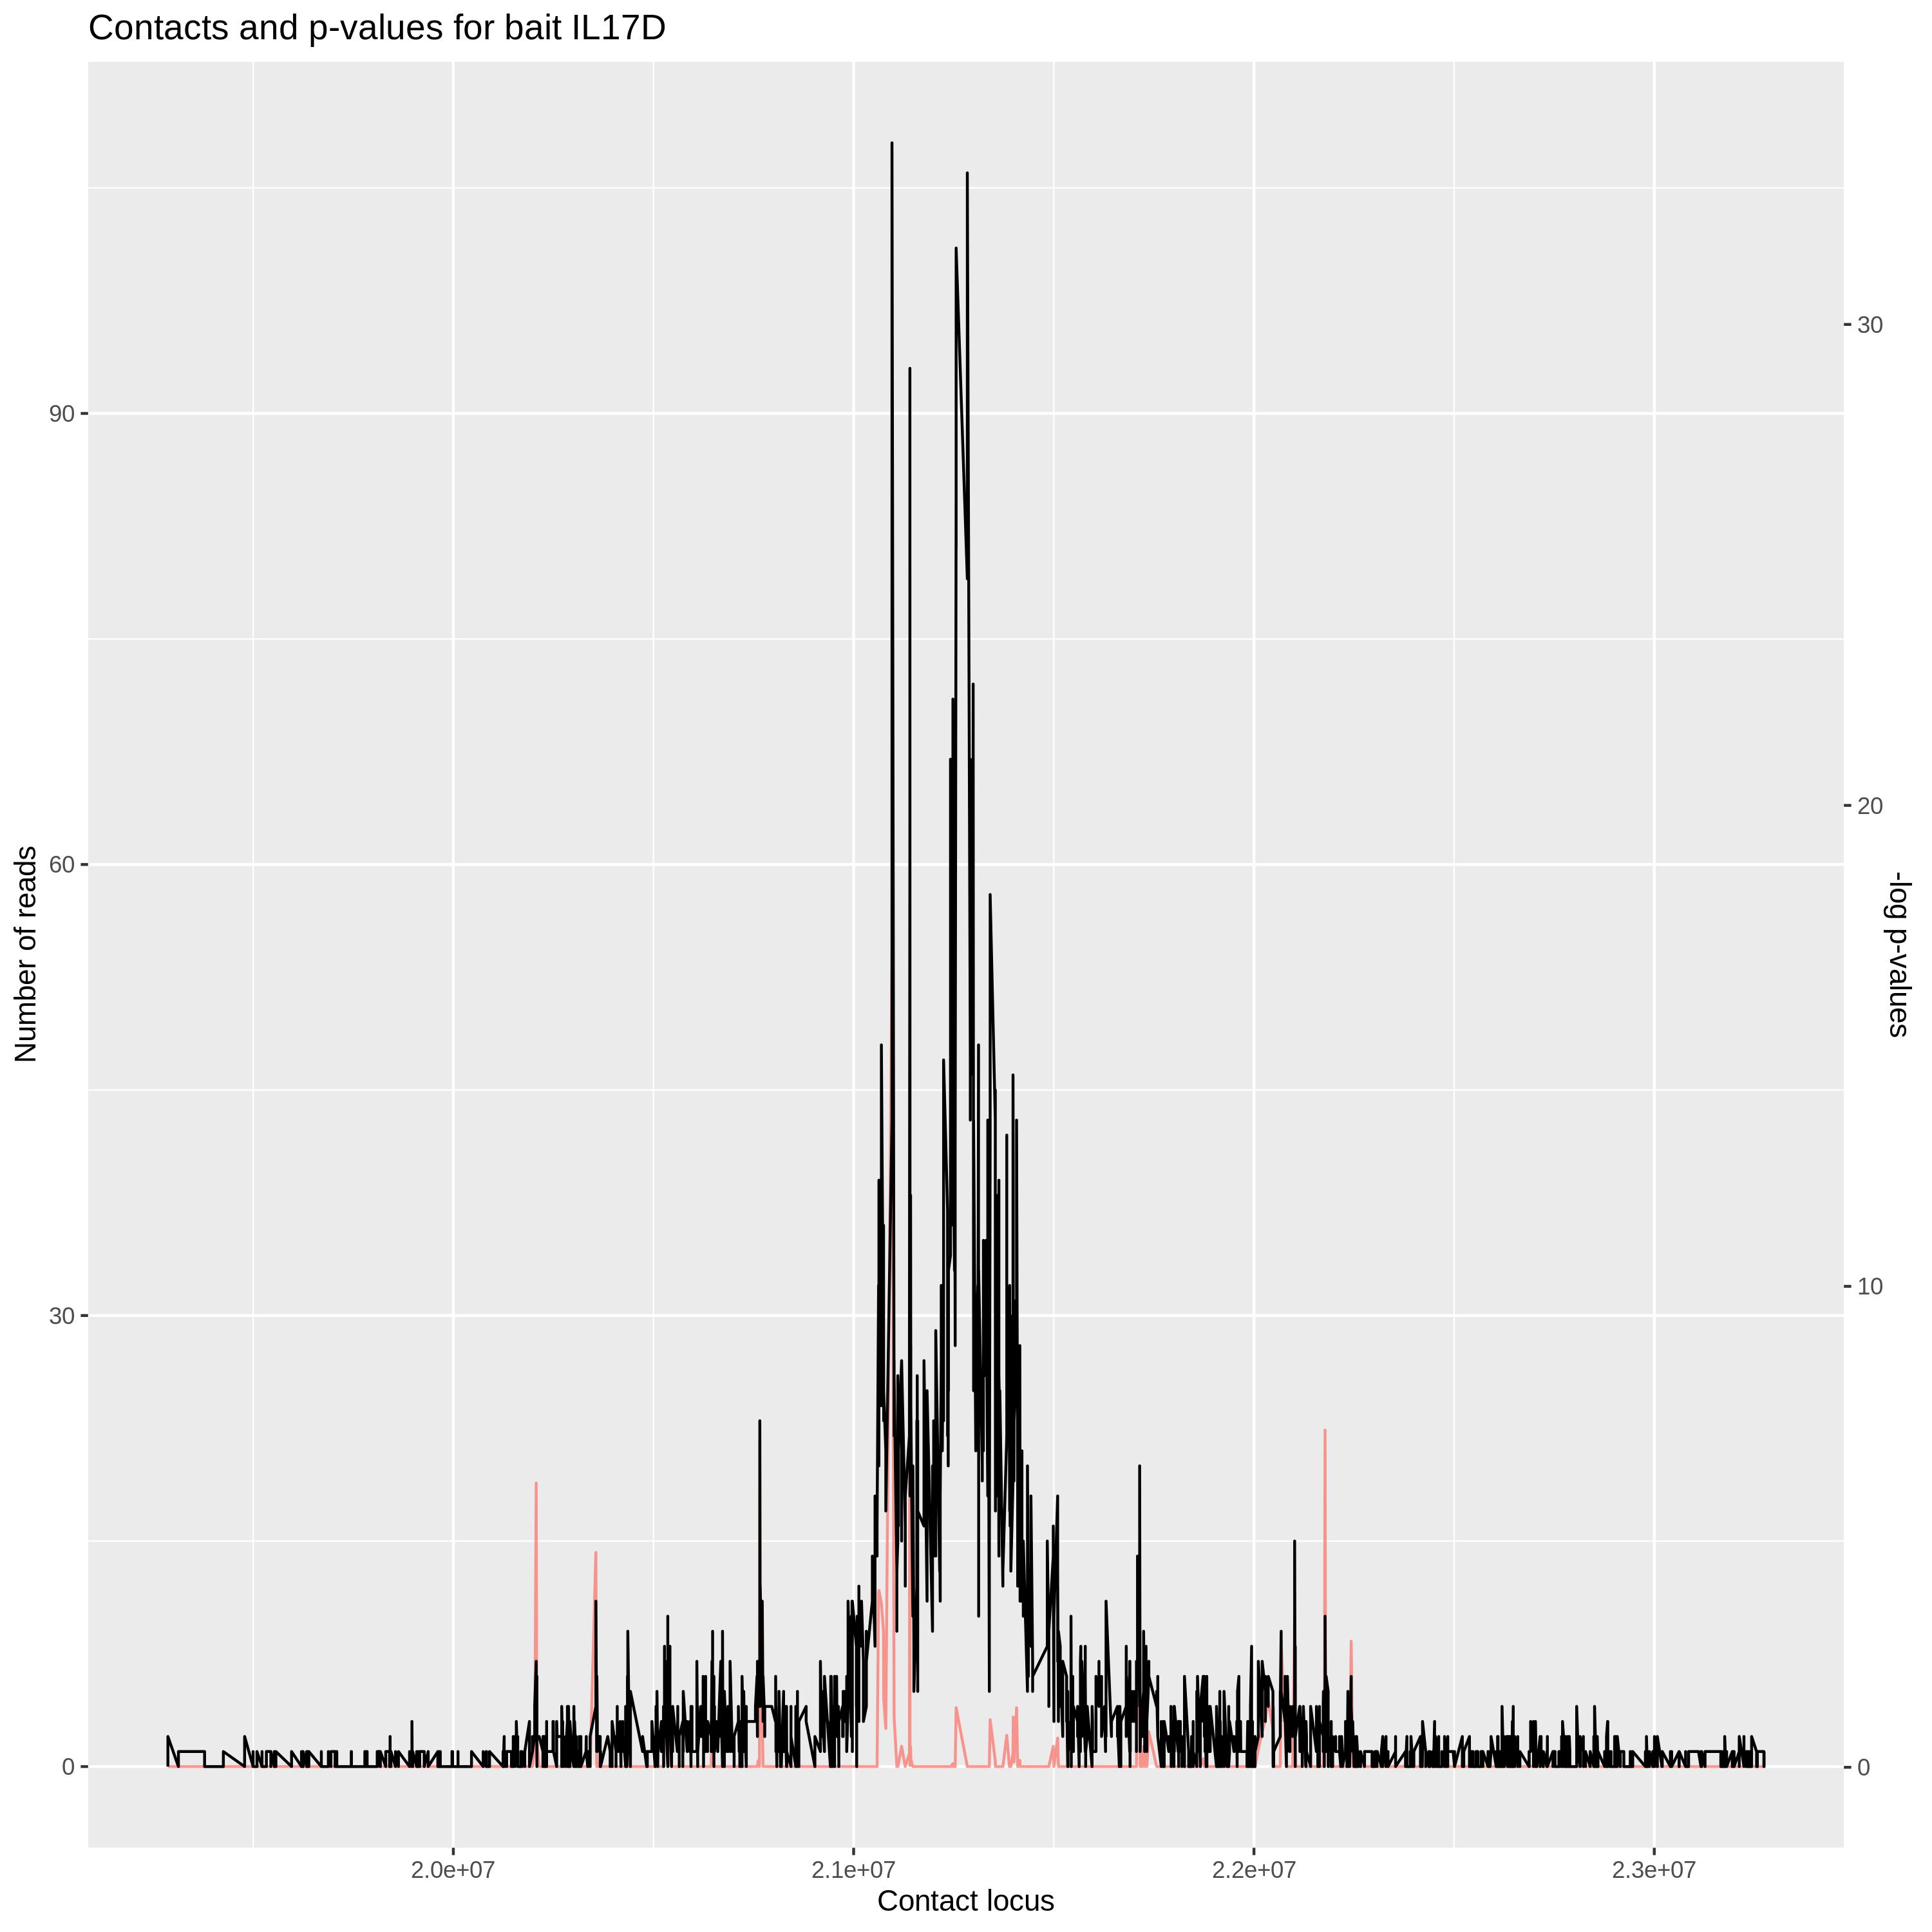 Contacts and p-values for bait IL17D
Number of reads
90
60
30
0
30
20
10
0
-log p-values
2.0e+07
2.1e+07
2.2e+07
2.3e+07
Contact locus